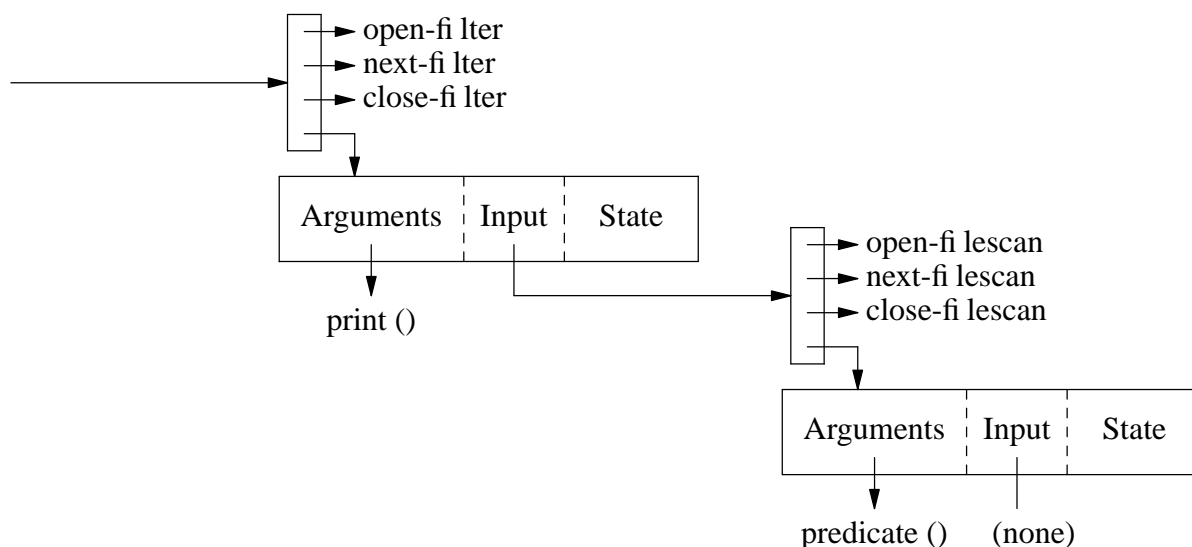 open-fi lter
next-fi lter
close-fi lter
Arguments Input State
print ()
open-fi lescan
next-fi lescan
close-fi lescan
Arguments Input State
predicate () (none)